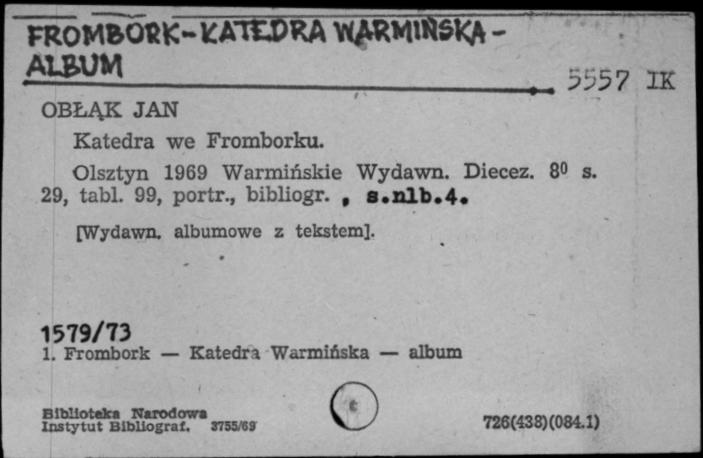 FROMBORK-KATEDRA WARMIŃSKA-
ALBUM
5557 IK
OBŁĄK JAN
Katedra we Fromborku.
Olsztyn 1969 Warmińskie Wydawn. Diecez. 8⁰ s.
29, tabl. 99, portr., bibliogr. , s.nlb.4.
[Wydawn. albumowe z tekstem].
1579/73
1. Frombork — Katedra Warmińska — album
Biblioteka Narodowa
Instytut Bibliograf. 3755/69
726(438)(084.1)